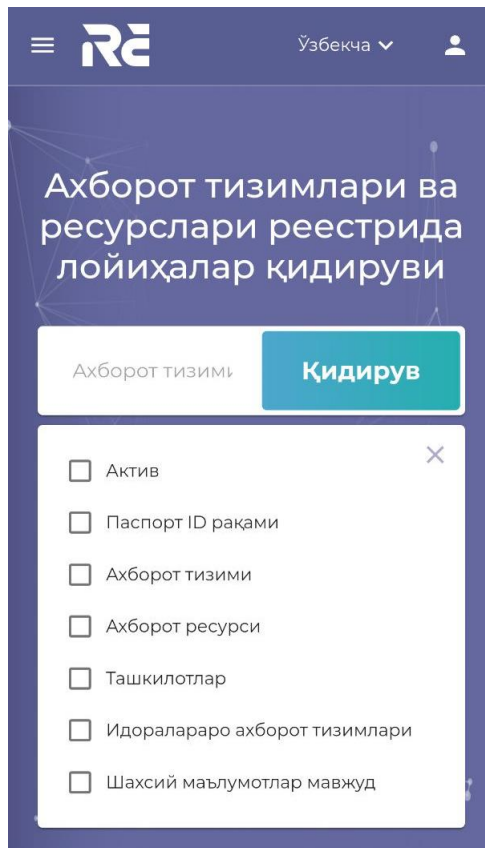 RE
Ўзбекча
Ахборот тизимлари ва
ресурслари реестрида
лойиҳалар қидируви
Ахборот тизими
Қидирув
Актив
Паспорт ID рақами
Ахборот тизими
Ахборот ресурси
Ташкилотлар
Идоралараро ахборот тизимлари
Шахсий маълумотлар мавжуд